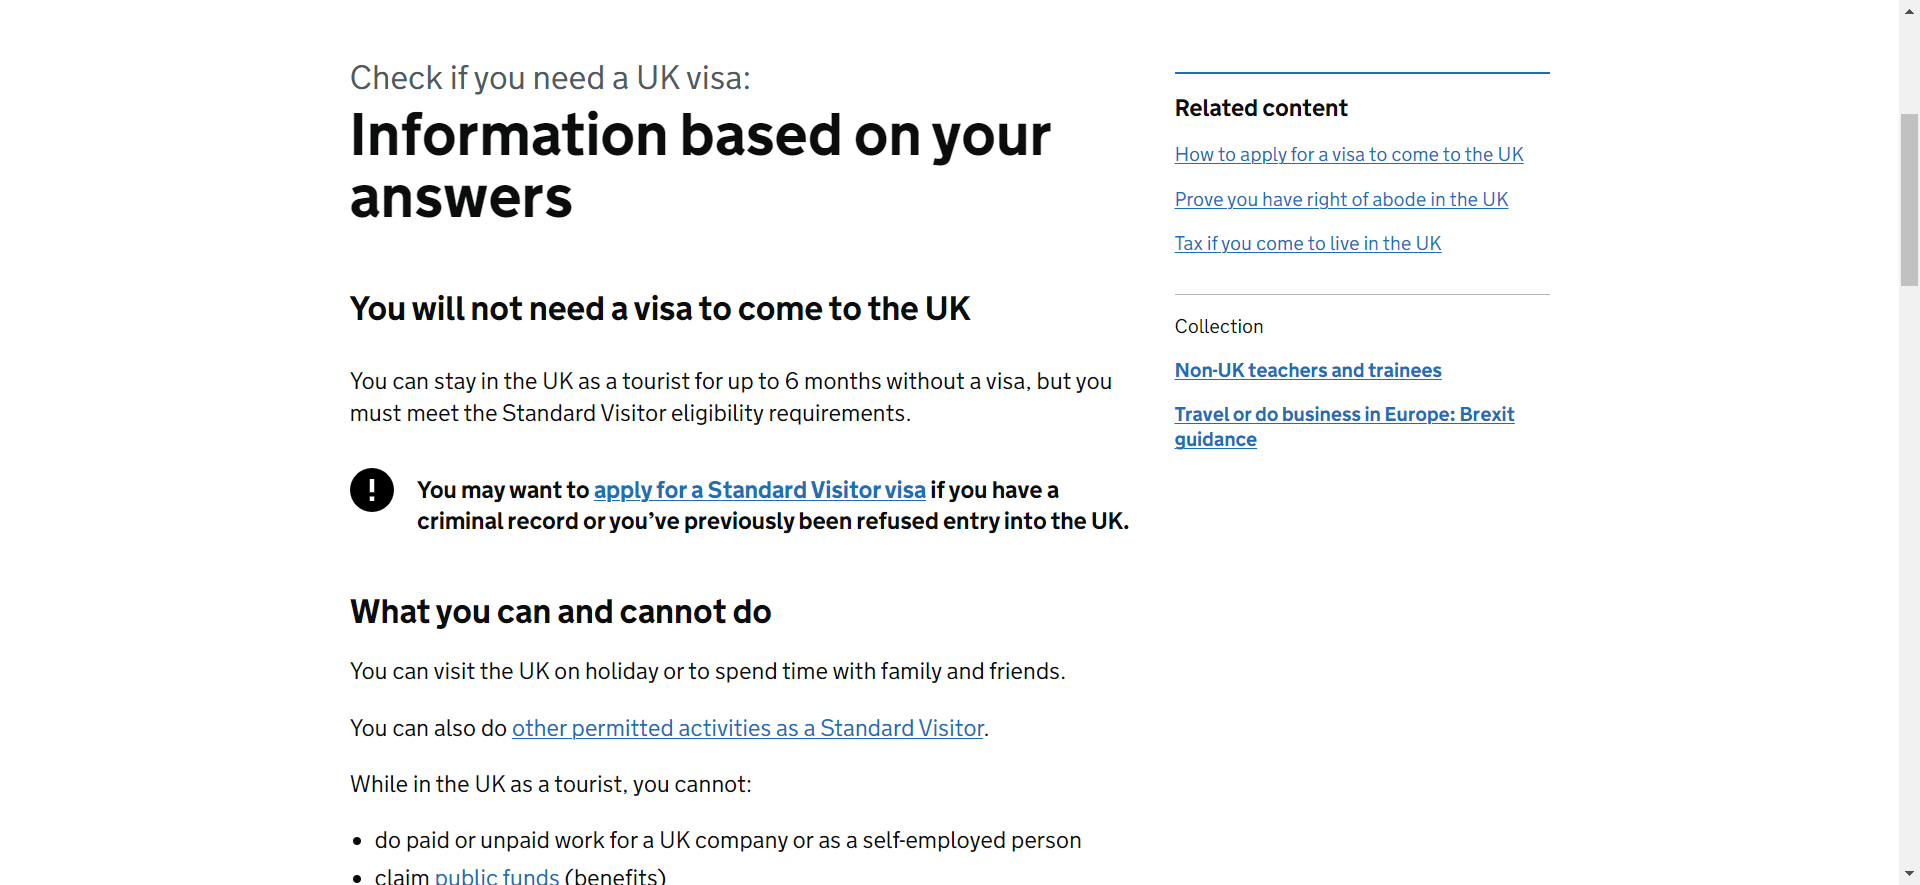 Check if you need a UK visa:
Information based on your
answers
You will not need a visa to come to the UK
You can stay in the UK as a tourist for up to 6 months without a visa, but you
must meet the Standard Visitor eligibility requirements.
! You may want to apply for a Standard Visitor visa if you have a
criminal record or you’ve previously been refused entry into the UK.
What you can and cannot do
You can visit the UK on holiday or to spend time with family and friends.
You can also do other permitted activities as a Standard Visitor.
While in the UK as a tourist, you cannot:
• do paid or unpaid work for a UK company or as a self-employed person
• claim public funds (benefits)
Related content
How to apply for a visa to come to the UK
Prove you have right of abode in the UK
Tax if you come to live in the UK
Collection
Non-UK teachers and trainees
Travel or do business in Europe: Brexit
guidance